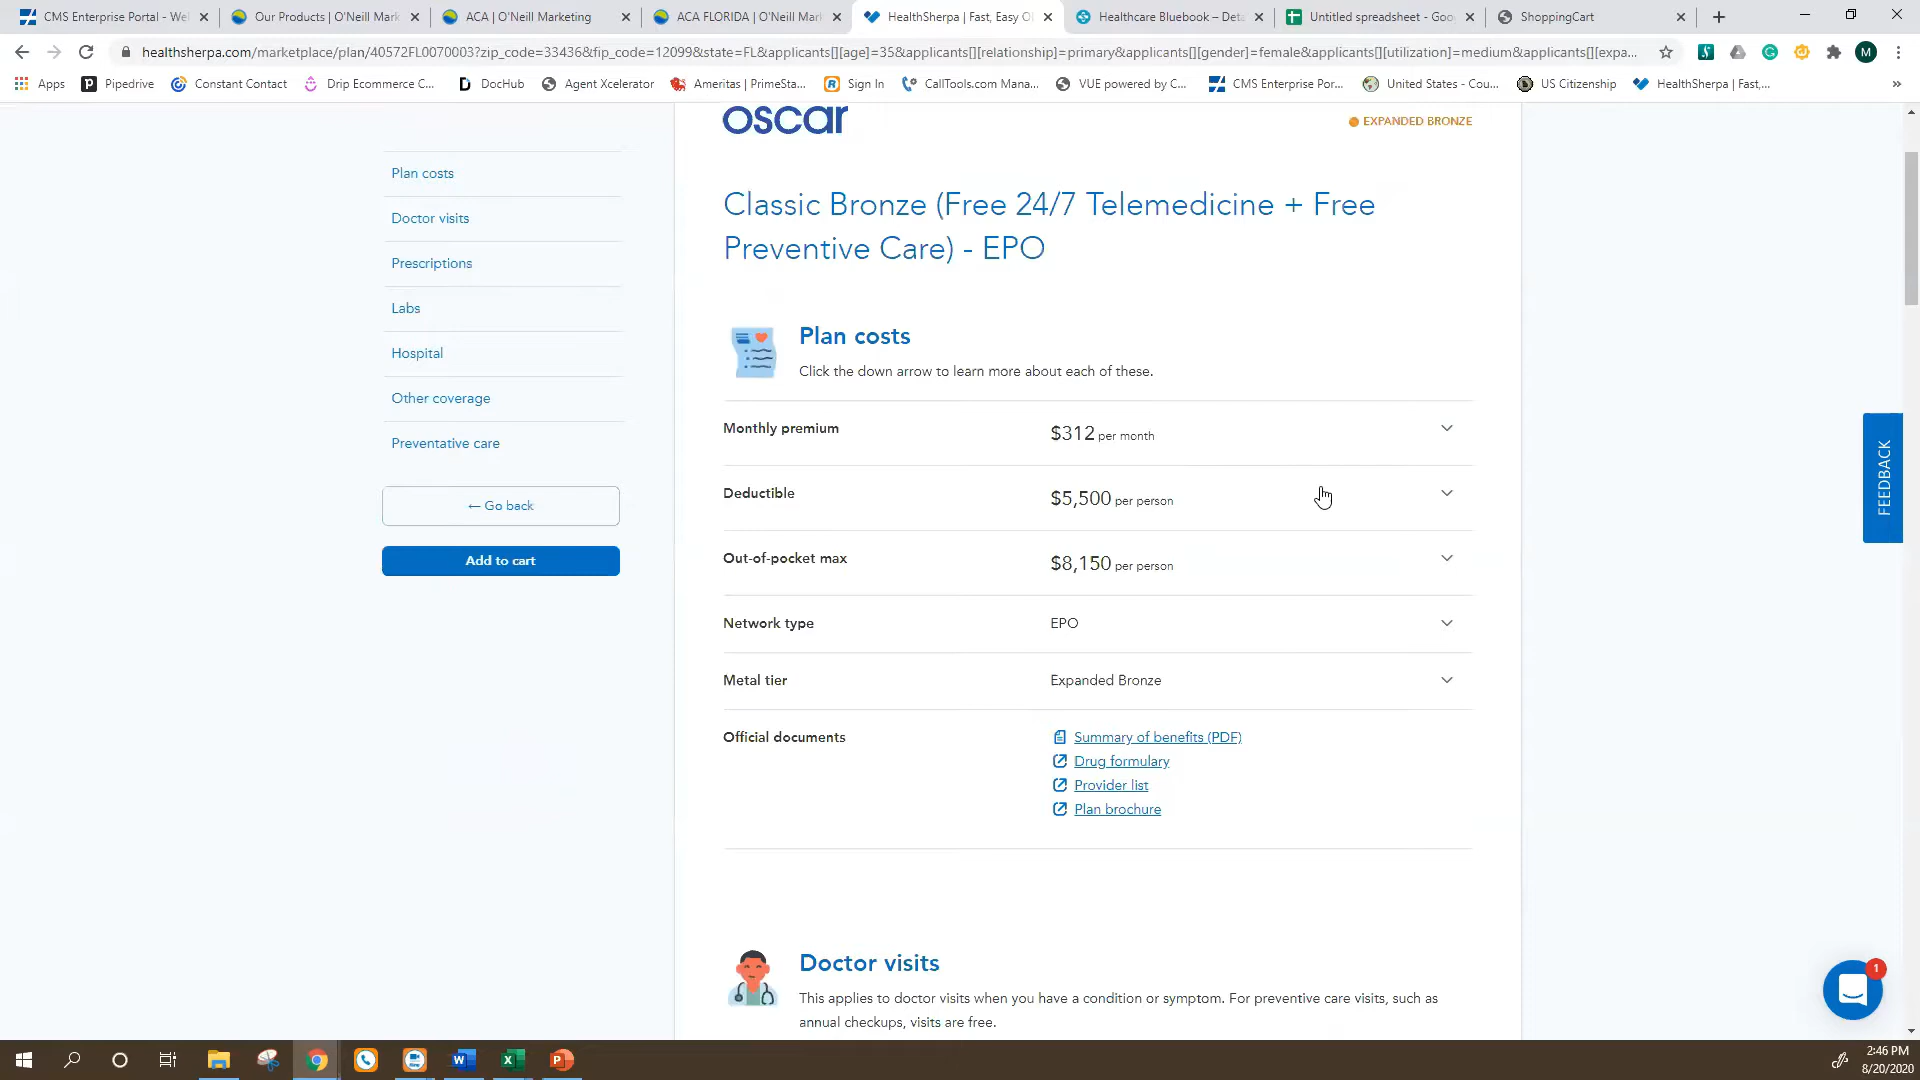 CMS Enterprise Portal - We
Our Products | O'Neill Mark
ACA | O'Neill Marketing
ACA FLORIDA | O'Neill Mark
HealthSherpa | Fast, Easy O
Healthcare Bluebook – Deta
Untitled spreadsheet - Goo
ShoppingCart
healthsherpa.com/marketplace/plan/40572FL0070003?zip_code=33436&fip_code=12099&state=FL&applicants[][age]=35&applicants[][relationship]=primary&applicants[][gender]=female&applicants[][utilization]=medium&applicants[][expa...
M
Apps
Pipedrive
Constant Contact
Drip Ecommerce C...
DocHub
Agent Xcelerator
Ameritas | PrimeSta...
Sign In
CallTools.com Mana...
VUE powered by C...
CMS Enterprise Por...
United States - Cou...
US Citizenship
HealthSherpa | Fast,...
»
oscar
EXPANDED BRONZE
Plan costs
Doctor visits
Prescriptions
Labs
Hospital
Other coverage
Preventative care
← Go back
Add to cart
Classic Bronze (Free 24/7 Telemedicine + Free
Preventive Care) - EPO
Plan costs
Click the down arrow to learn more about each of these.
Monthly premium
$312 per month
Deductible
$5,500 per person
Out-of-pocket max
$8,150 per person
Network type
EPO
Metal tier
Expanded Bronze
Official documents
Summary of benefits (PDF)
Drug formulary
Provider list
Plan brochure
Doctor visits
This applies to doctor visits when you have a condition or symptom. For preventive care visits, such as
annual checkups, visits are free.
FEEDBACK
1
2:46 PM
8/20/2020